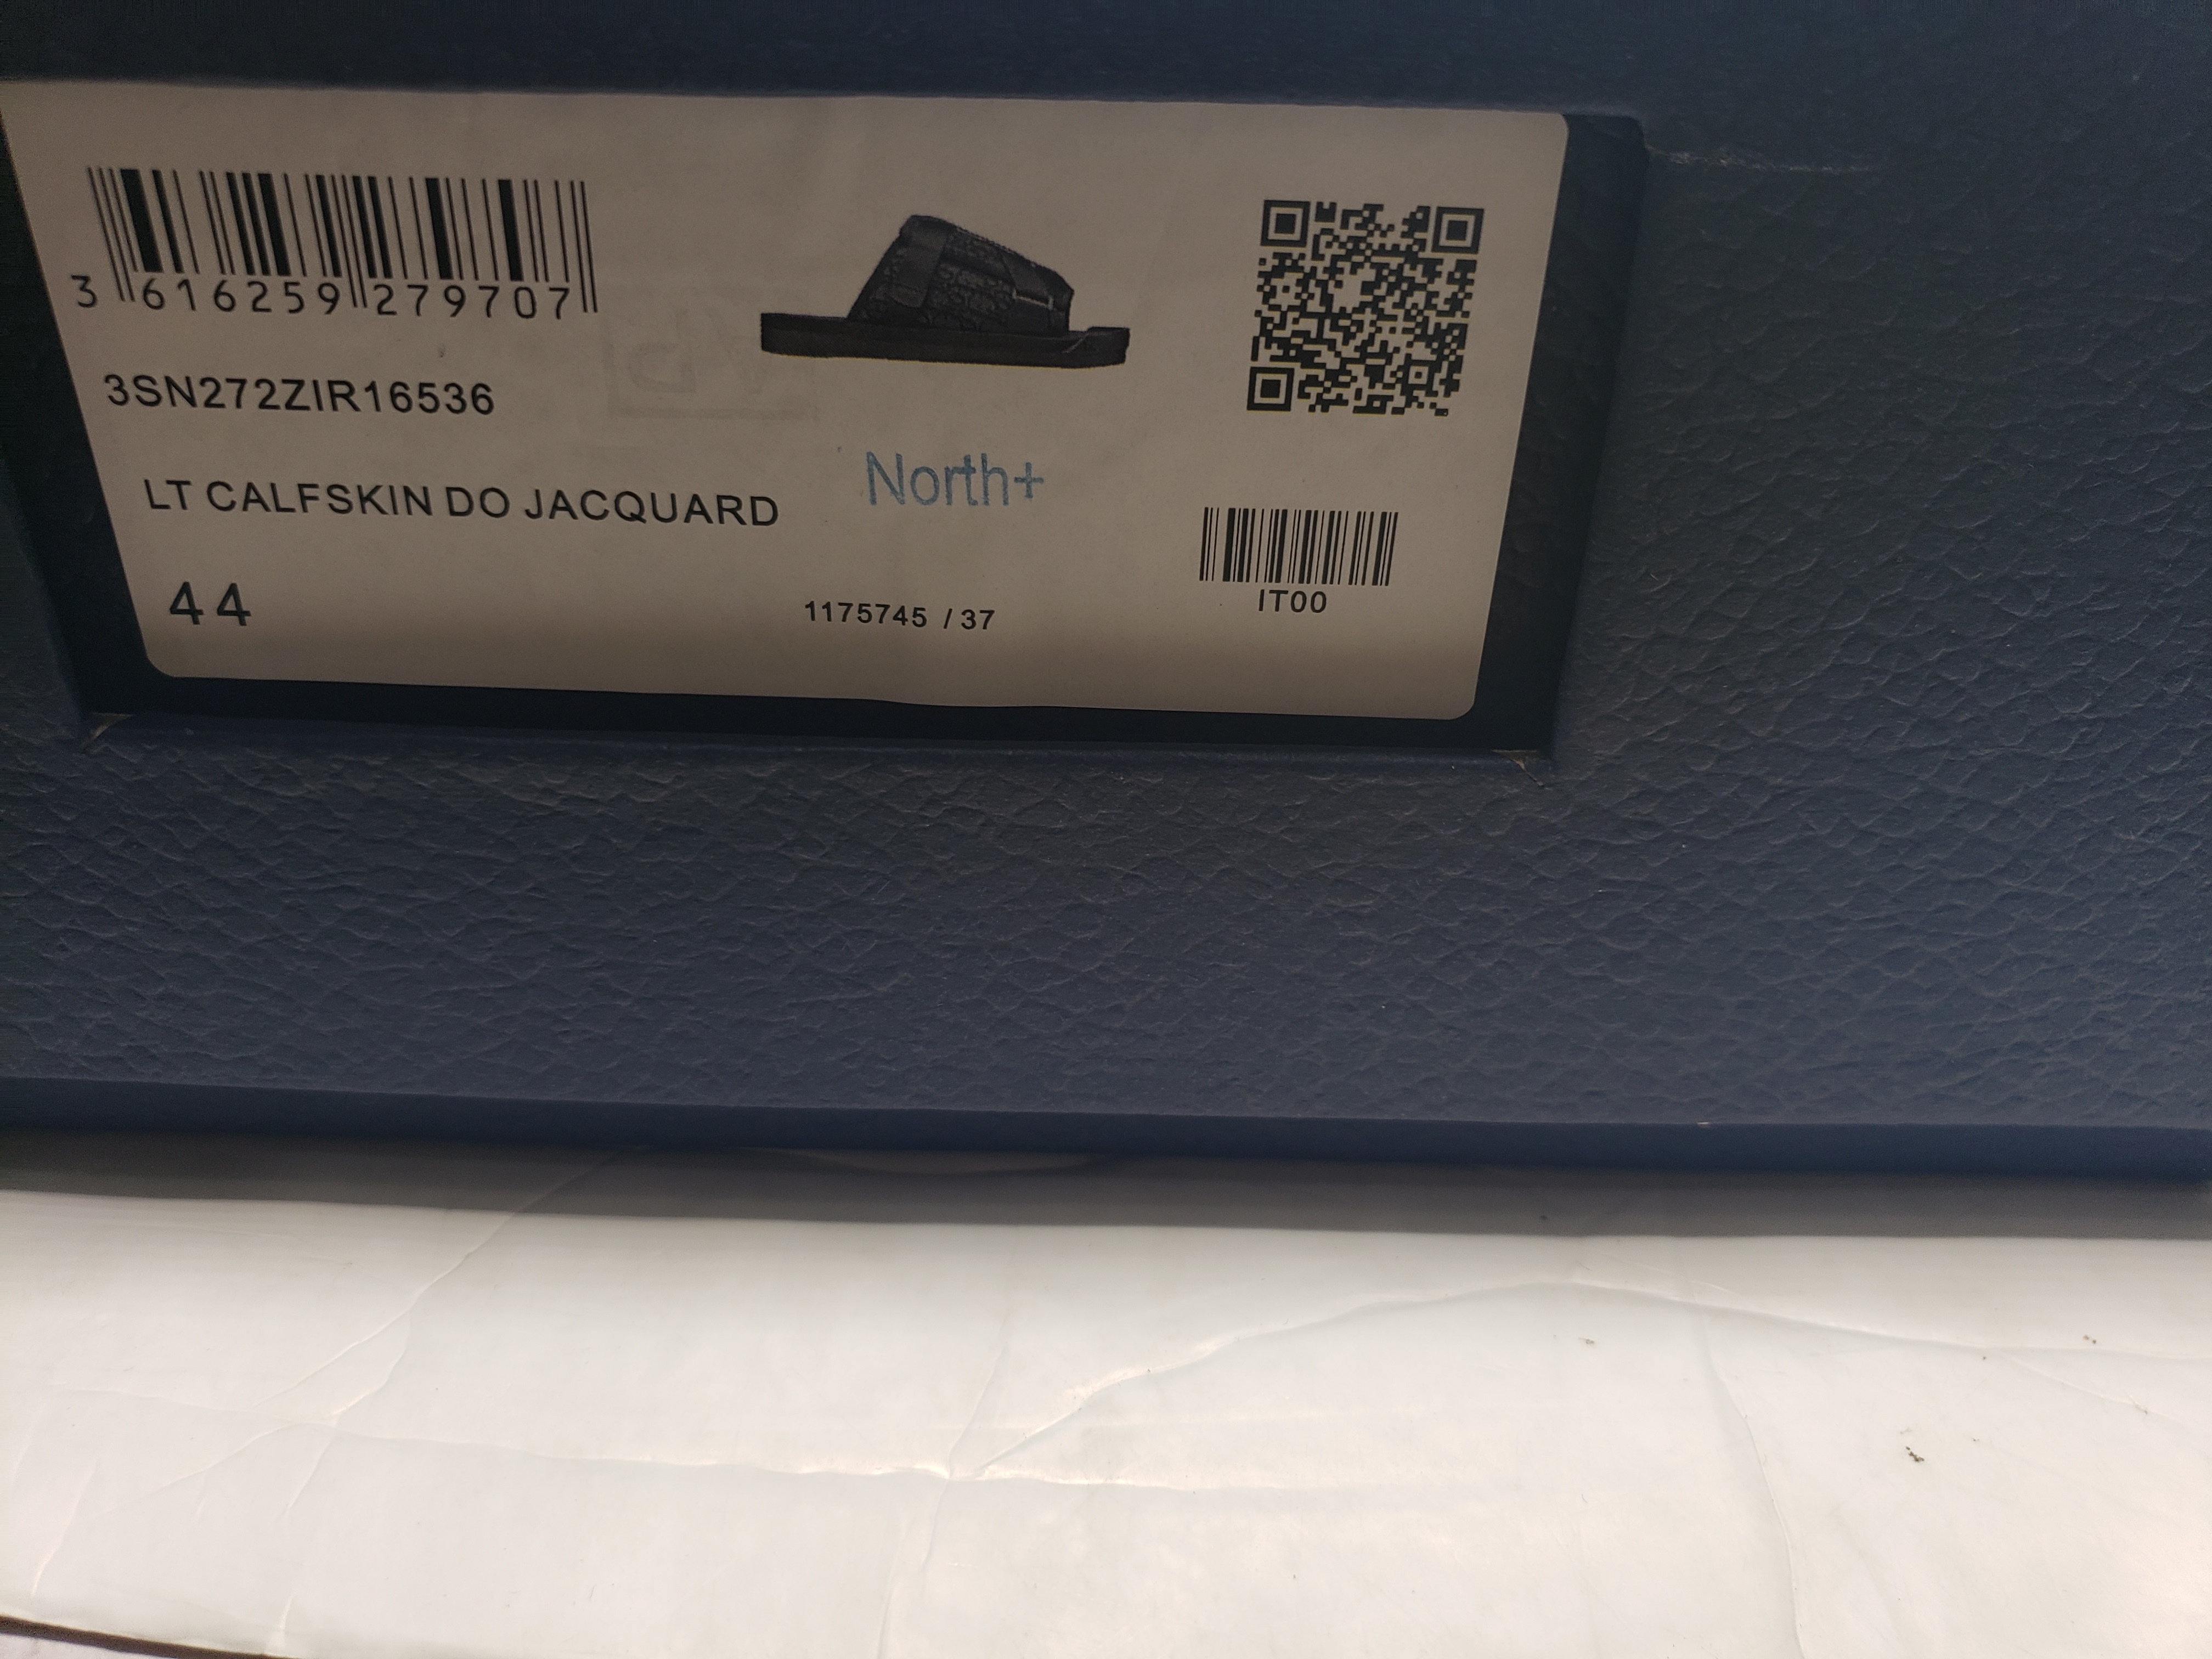 3 616259 279707
3SN272ZIR16536
LT CALFSKIN DO JACQUARD
North+
44
1175745 / 37
IT00